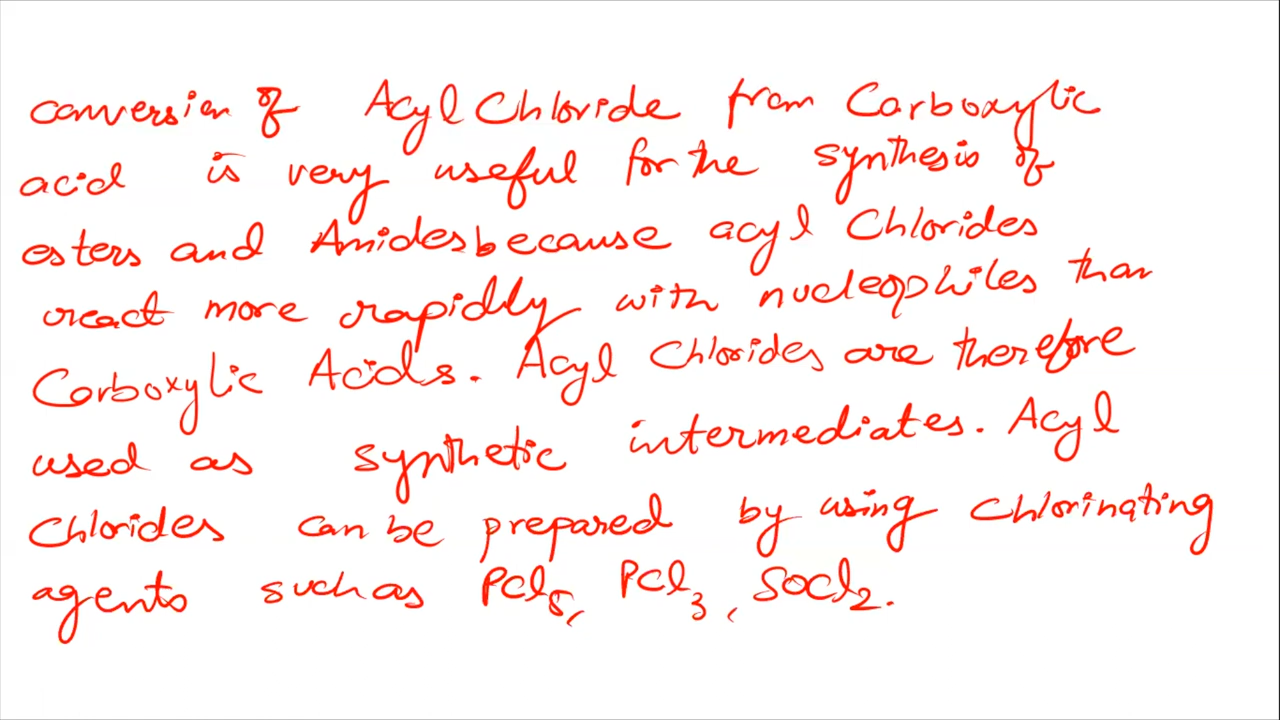 conversion of Acyl Chloride from Carboxylic
acid is very useful for the synthesis of
esters and Amides because acyl Chlorides
react more rapidly with nucleophiles than
Carboxylic Acids. Acyl Chlorides are therefore
used as synthetic intermediates. Acyl
Chlorides can be prepared by using Chlorinating
agents such as PCl5, PCl3, SOCl2.